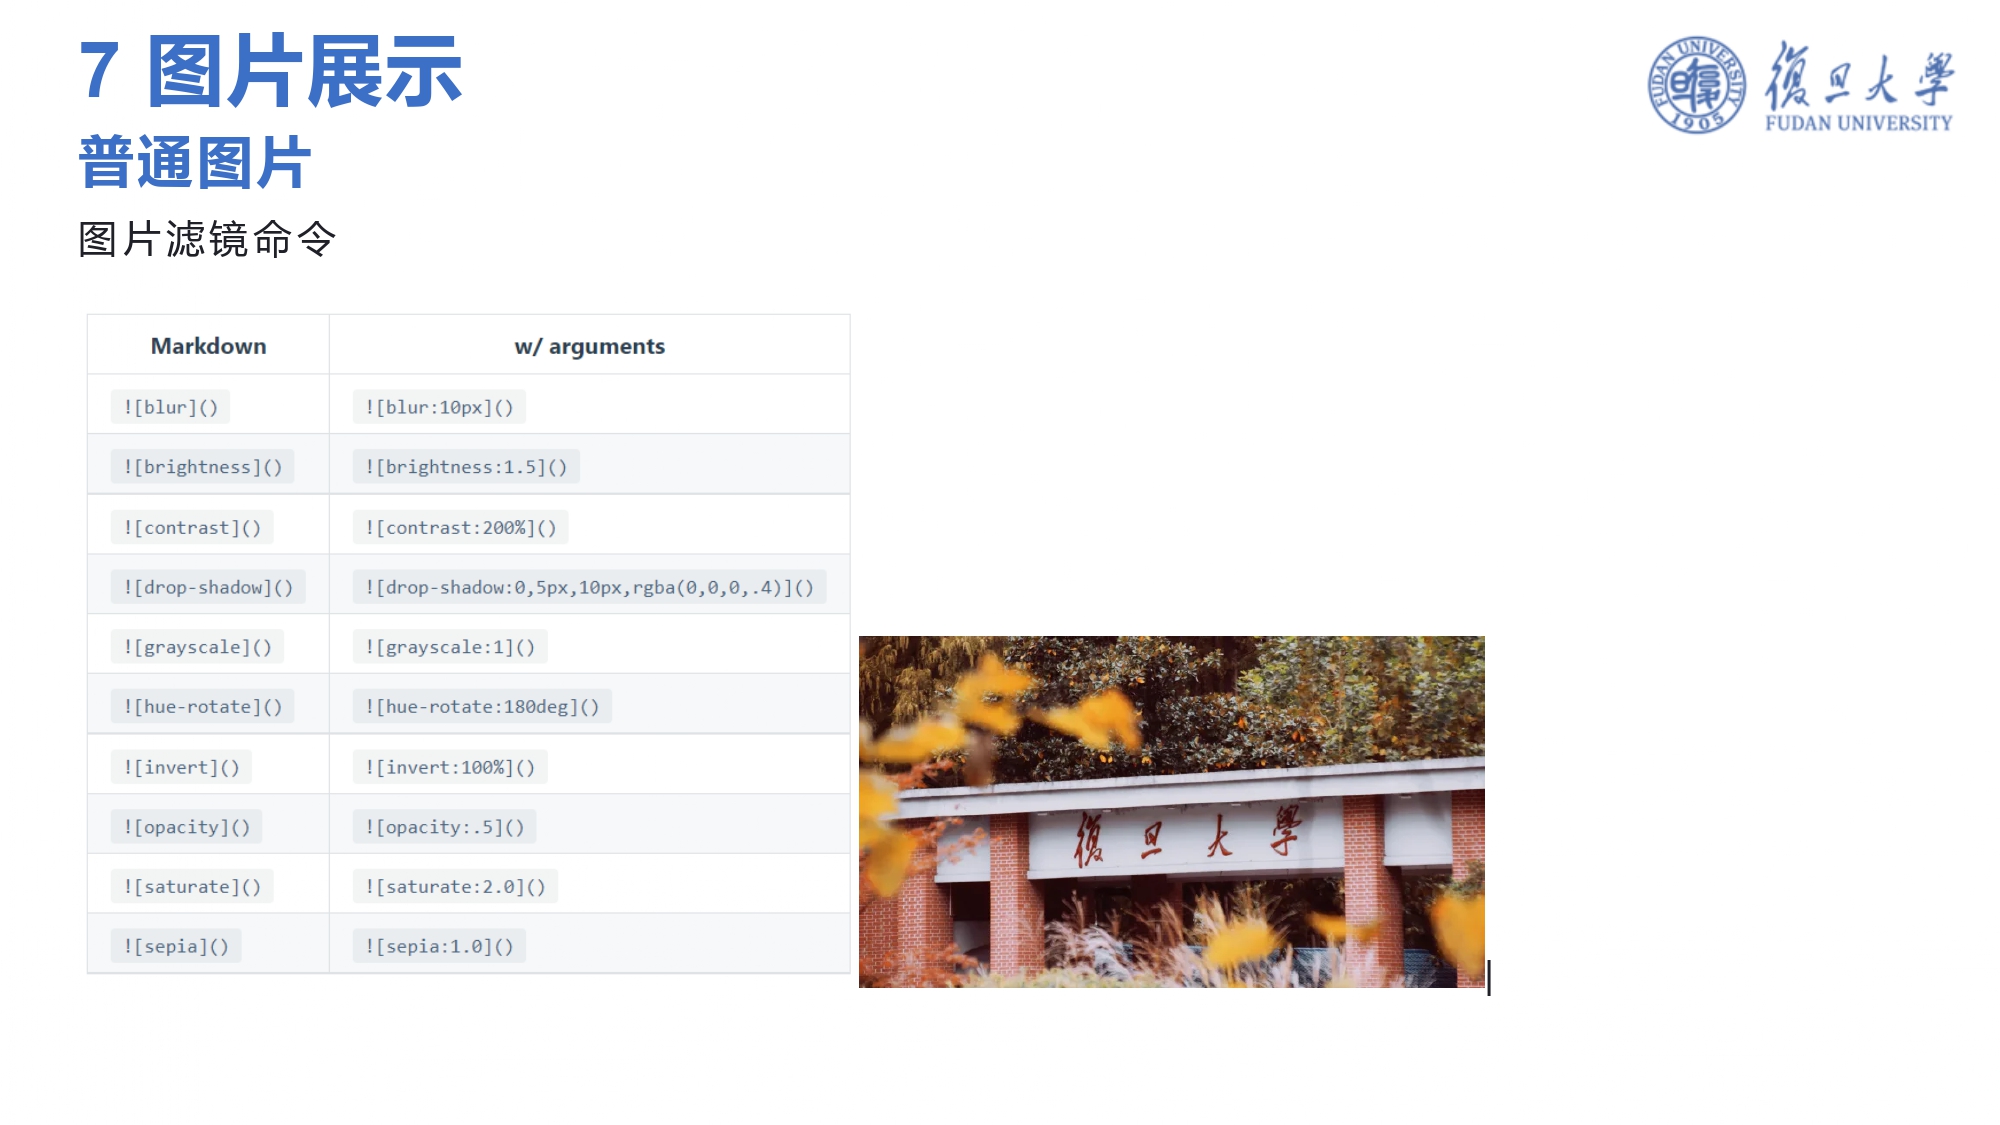 7 图片展示
普通图片
图片滤镜命令
FUDAN UNIVERSITY
1905
復旦大學
FUDAN UNIVERSITY
Markdown w/ arguments
![blur]() ![blur:10px]()
![brightness]() ![brightness:1.5]()
![contrast]() ![contrast:200%]()
![drop-shadow]() ![drop-shadow:0,5px,10px,rgba(0,0,0,.4)]()
![grayscale]() ![grayscale:1]()
![hue-rotate]() ![hue-rotate:180deg]()
![invert]() ![invert:100%]()
![opacity]() ![opacity:.5]()
![saturate]() ![saturate:2.0]()
![sepia]() ![sepia:1.0]()
復旦大學